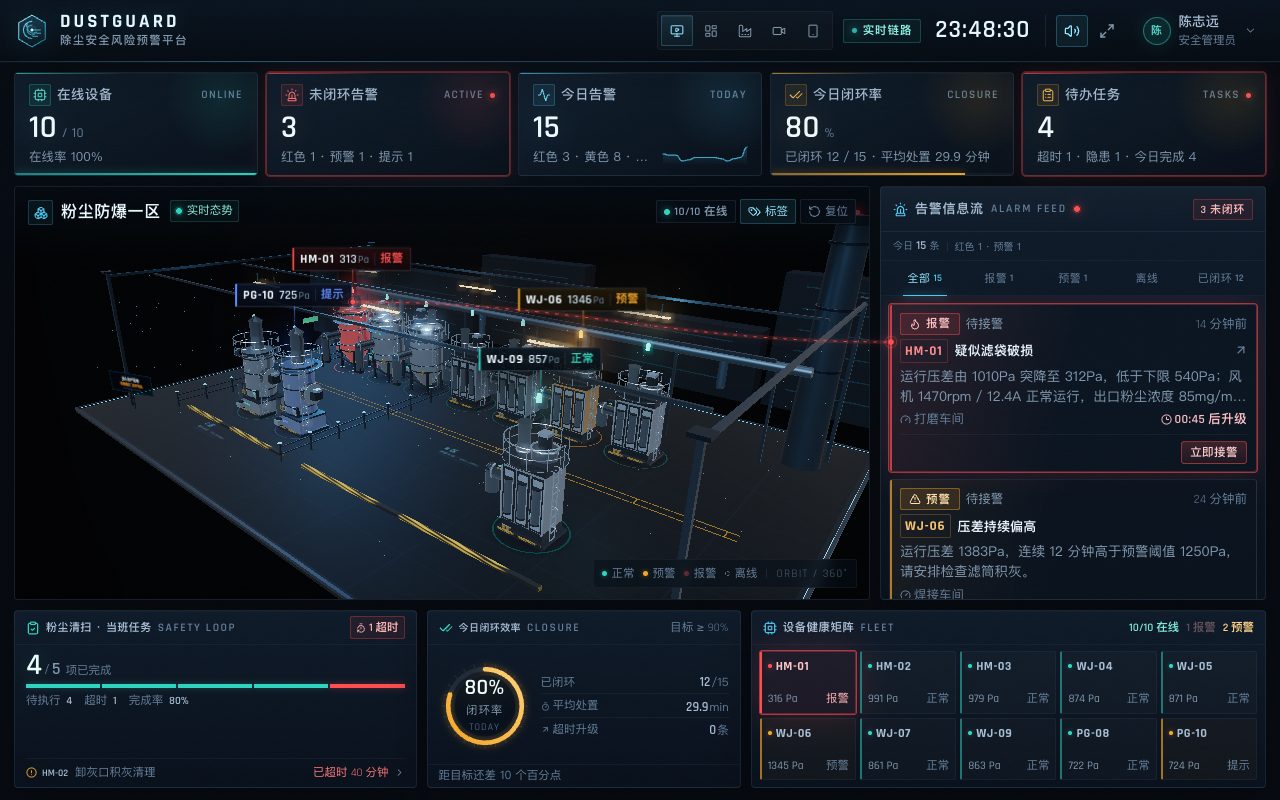 DUSTGUARD
除尘安全风险预警平台
实时链路
23:48:30
陈
陈志远
安全管理员
在线设备 ONLINE
10 / 10
在线率 100%
未闭环告警 ACTIVE
3
红色 1 · 预警 1 · 提示 1
今日告警 TODAY
15
红色 3 · 黄色 8 · ...
今日闭环率 CLOSURE
80 %
已闭环 12 / 15 · 平均处置 29.9 分钟
待办任务 TASKS
4
超时 1 · 隐患 1 · 今日完成 4
粉尘防爆一区 实时态势
10/10 在线 标签 复位
HM-01 313Pa 报警
PG-10 725Pa 提示
WJ-06 1346Pa 预警
WJ-09 857Pa 正常
正常 预警 报警 离线 ORBIT / 360°
告警信息流 ALARM FEED 3 未闭环
今日 15 条 红色 1 · 预警 1
全部 15 报警 1 预警 1 离线 已闭环 12
报警 待接警 14 分钟前
HM-01 疑似滤袋破损
运行压差由 1010Pa 突降至 312Pa，低于下限 540Pa；风
机 1470rpm / 12.4A 正常运行，出口粉尘浓度 85mg/m...
打磨车间 00:45 后升级
立即接警
预警 待接警 24 分钟前
WJ-06 压差持续偏高
运行压差 1383Pa，连续 12 分钟高于预警阈值 1250Pa，
请安排检查滤筒积灰。
焊接车间
粉尘清扫 · 当班任务 SAFETY LOOP 1 超时
4 / 5 项已完成
待执行 4 超时 1 完成率 80%
HM-02 卸灰口积灰清理 已超时 40 分钟
今日闭环效率 CLOSURE 目标 ≥ 90%
80%
闭环率
TODAY
已闭环 12/15
平均处置 29.9min
超时升级 0条
距目标还差 10 个百分点
设备健康矩阵 FLEET 10/10 在线 1 报警 2 预警
HM-01 HM-02 HM-03 WJ-04 WJ-05
316 Pa 报警 991 Pa 正常 979 Pa 正常 874 Pa 正常 871 Pa 正常
WJ-06 WJ-07 WJ-09 PG-08 PG-10
1345 Pa 预警 861 Pa 正常 863 Pa 正常 722 Pa 正常 724 Pa 提示